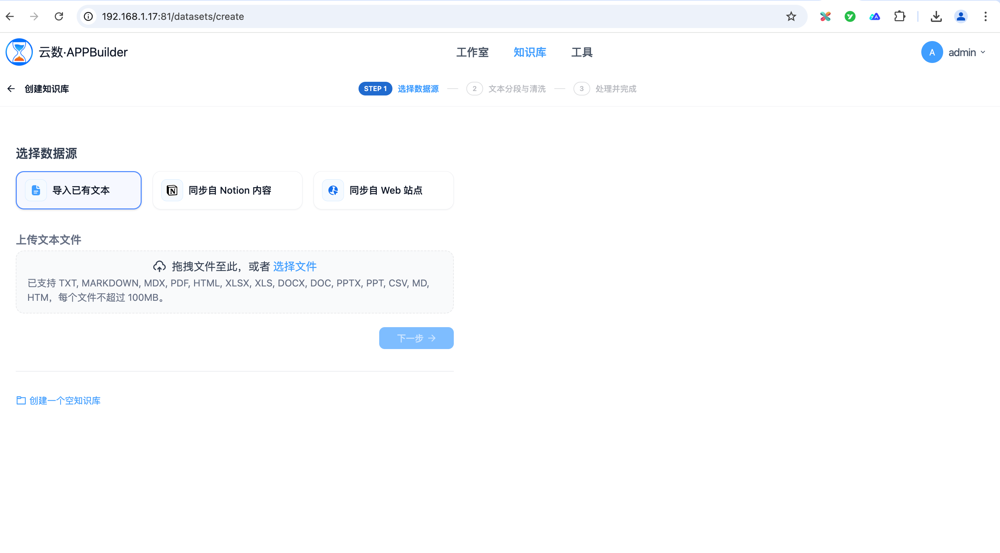 192.168.1.17:81/datasets/create
云数·APPBuilder
工作室 知识库 工具
A admin
创建知识库
STEP 1 选择数据源 2 文本分段与清洗 3 处理并完成
选择数据源
导入已有文本
N 同步自 Notion 内容
同步自 Web 站点
上传文本文件
拖拽文件至此，或者 选择文件
已支持 TXT, MARKDOWN, MDX, PDF, HTML, XLSX, XLS, DOCX, DOC, PPTX, PPT, CSV, MD,
HTM，每个文件不超过 100MB。
下一步 →
创建一个空知识库